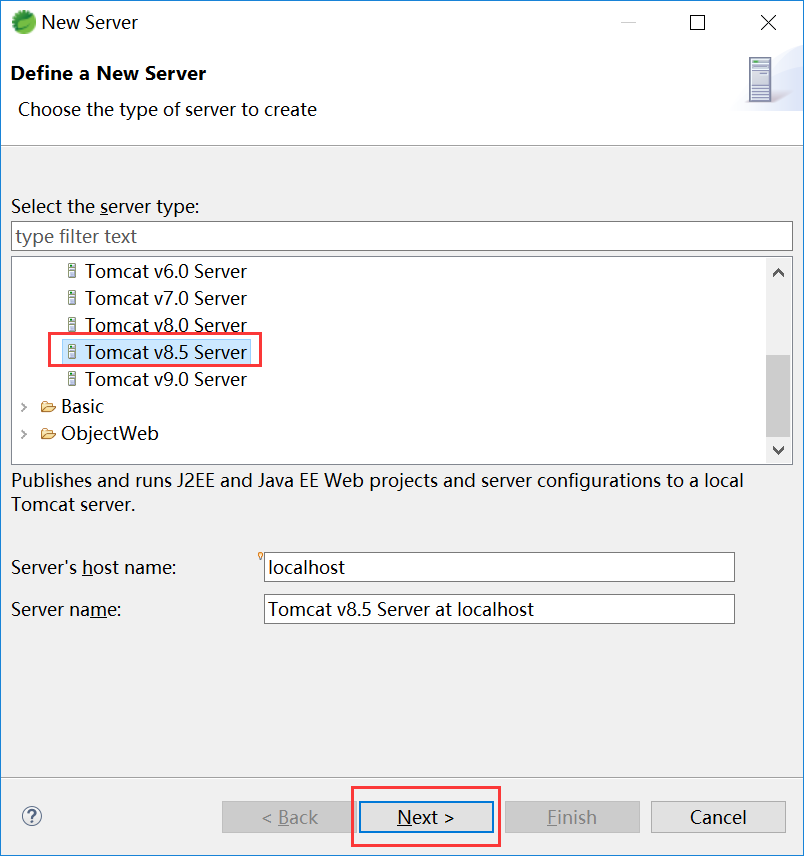 New Server
Define a New Server
Choose the type of server to create
Select the server type:
type filter text
Tomcat v6.0 Server
Tomcat v7.0 Server
Tomcat v8.0 Server
Tomcat v8.5 Server
Tomcat v9.0 Server
Basic
ObjectWeb
Publishes and runs J2EE and Java EE Web projects and server configurations to a local
Tomcat server.
Server's host name: localhost
Server name: Tomcat v8.5 Server at localhost
? < Back Next > Finish Cancel